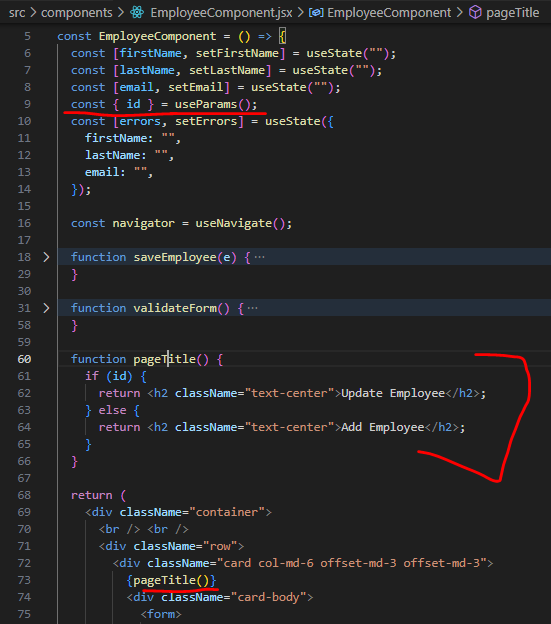 src > components > EmployeeComponent.jsx > EmployeeComponent > pageTitle
5 const EmployeeComponent = () => {
6 const [firstName, setFirstName] = useState("");
7 const [lastName, setLastName] = useState("");
8 const [email, setEmail] = useState("");
9 const { id } = useParams();
10 const [errors, setErrors] = useState({
11 firstName: "",
12 lastName: "",
13 email: "",
14 });
15
16 const navigator = useNavigate();
17
18 > function saveEmployee(e) { ···
29 }
30
31 > function validateForm() { ···
58 }
59
60 function pageTitle() {
61 if (id) {
62 return <h2 className="text-center">Update Employee</h2>;
63 } else {
64 return <h2 className="text-center">Add Employee</h2>;
65 }
66 }
67
68 return (
69 <div className="container">
70 <br /> <br />
71 <div className="row">
72 <div className="card col-md-6 offset-md-3 offset-md-3">
73 {pageTitle()}
74 <div className="card-body">
75 <form>